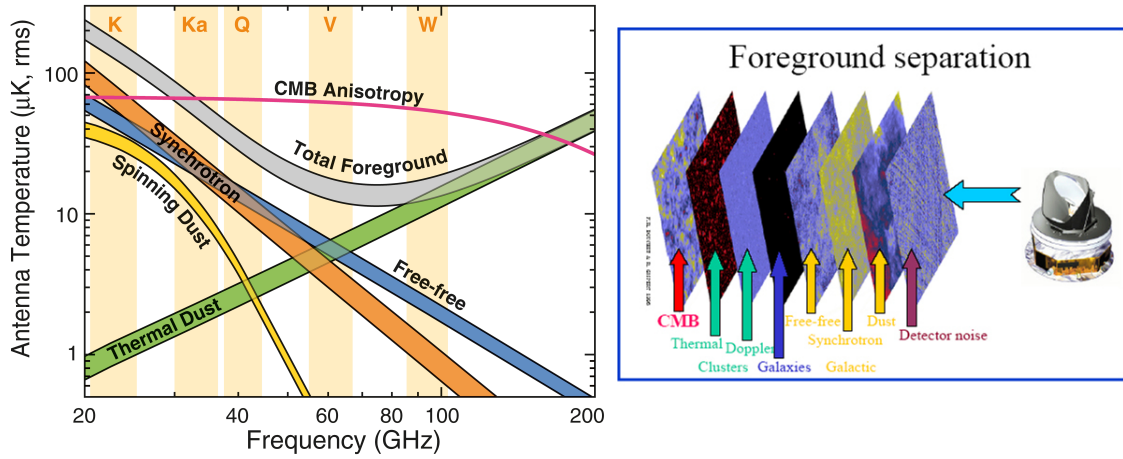 K Ka Q V W
Antenna Temperature (μK, rms)
100
10
1
CMB Anisotropy
Total Foreground
Synchrotron
Spinning Dust
Free-free
Thermal Dust
20 40 60 80 100 200
Frequency (GHz)
Foreground separation
CMB
Thermal
Doppler
Clusters
Galaxies
Free-free
Synchrotron
Galactic
Dust
Detector noise